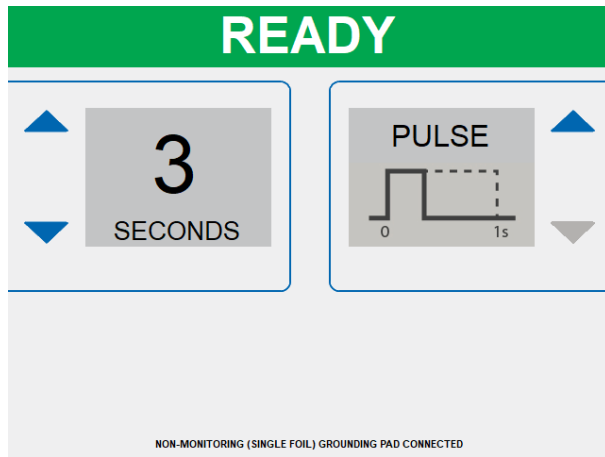 READY
3
SECONDS
PULSE
0 1s
NON-MONITORING (SINGLE FOIL) GROUNDING PAD CONNECTED